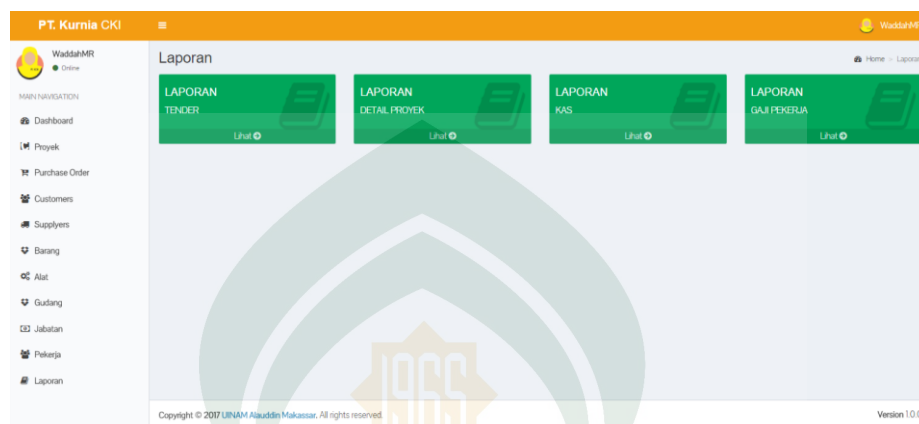 PT. Kurnia CKI
WaddahMR
WaddahMR
Online
MAIN NAVIGATION
Dashboard
Proyek
Purchase Order
Customers
Supplyers
Barang
Alat
Gudang
Jabatan
Pekerja
Laporan
Laporan
Home > Laporan
LAPORAN
TENDER
Lihat
LAPORAN
DETAIL PROYEK
Lihat
LAPORAN
KAS
Lihat
LAPORAN
GAJI PEKERJA
Lihat
1965
Copyright © 2017 UINAM Alauddin Makassar. All rights reserved.
Version 1.0.0